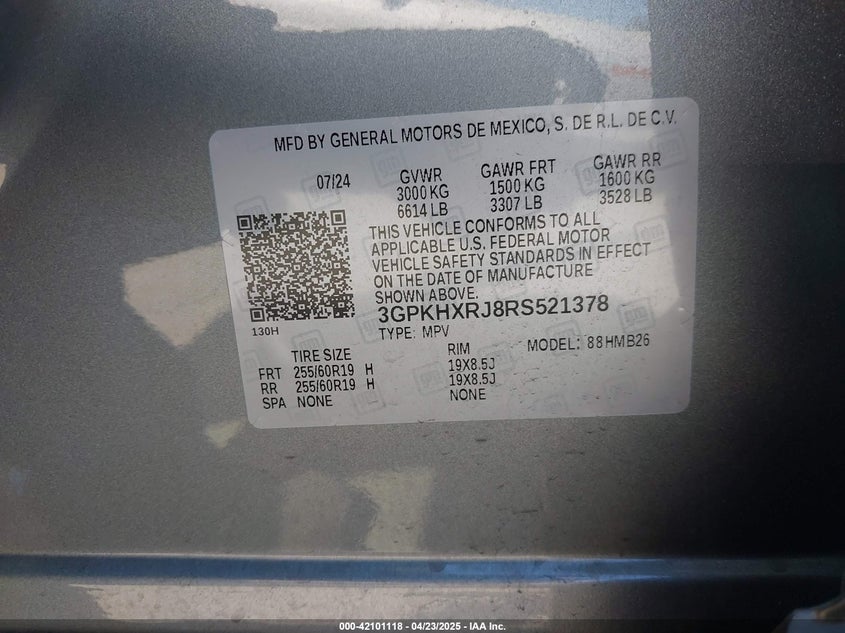 MFD BY GENERAL MOTORS DE MEXICO, S. DE R.L. DE C.V.
07/24 GVWR GAWR FRT GAWR RR
3000 KG 1500 KG 1600 KG
6614 LB 3307 LB 3528 LB
THIS VEHICLE CONFORMS TO ALL
APPLICABLE U.S. FEDERAL MOTOR
VEHICLE SAFETY STANDARDS IN EFFECT
ON THE DATE OF MANUFACTURE
SHOWN ABOVE.
3GPKHXRJ8RS521378
130H
TYPE: MPV
MODEL: 88HMB26
TIRE SIZE RIM
FRT 255/60R19 H 19X8.5J
RR 255/60R19 H 19X8.5J
SPA NONE NONE
000-42101118 - 04/23/2025 - IAA Inc.